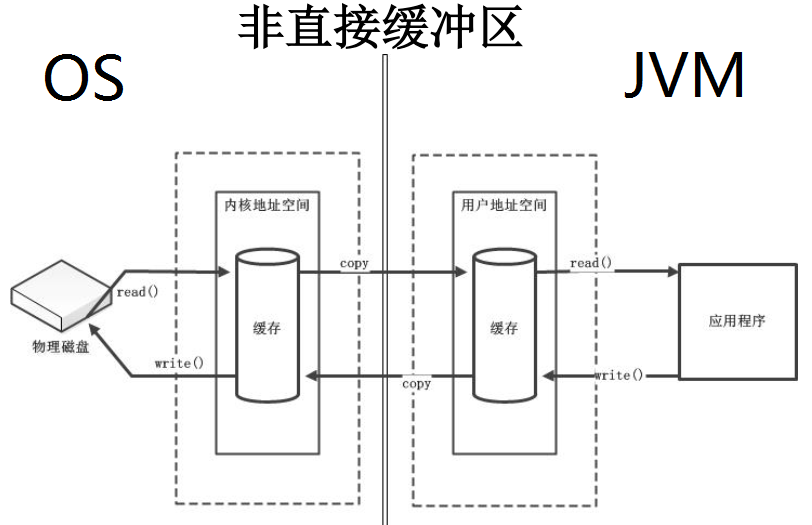 非直接缓冲区
OS
JVM
内核地址空间
用户地址空间
copy
read()
read()
缓存
缓存
应用程序
物理磁盘
write()
copy
write()